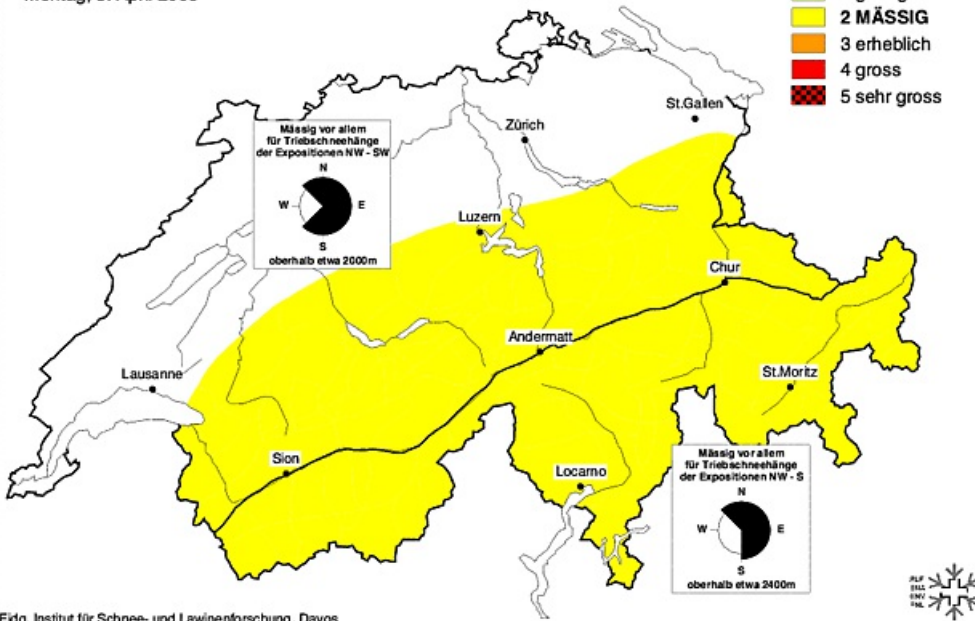 2 MÄSSIG
3 erheblich
4 gross
5 sehr gross
St.Gallen
Zürich
Mässig vor allem
für Triebschneehänge
der Expositionen NW - SW
N
W
E
S
oberhalb etwa 2000m
Luzern
Chur
Andermatt
Lausanne
St.Moritz
Sion
Locarno
Mässig vor allem
für Triebschneehänge
der Expositionen NW - S
N
W
E
S
oberhalb etwa 2400m
SLF
ENA
Eidg. Institut für Schnee- und Lawinenforschung, Davos